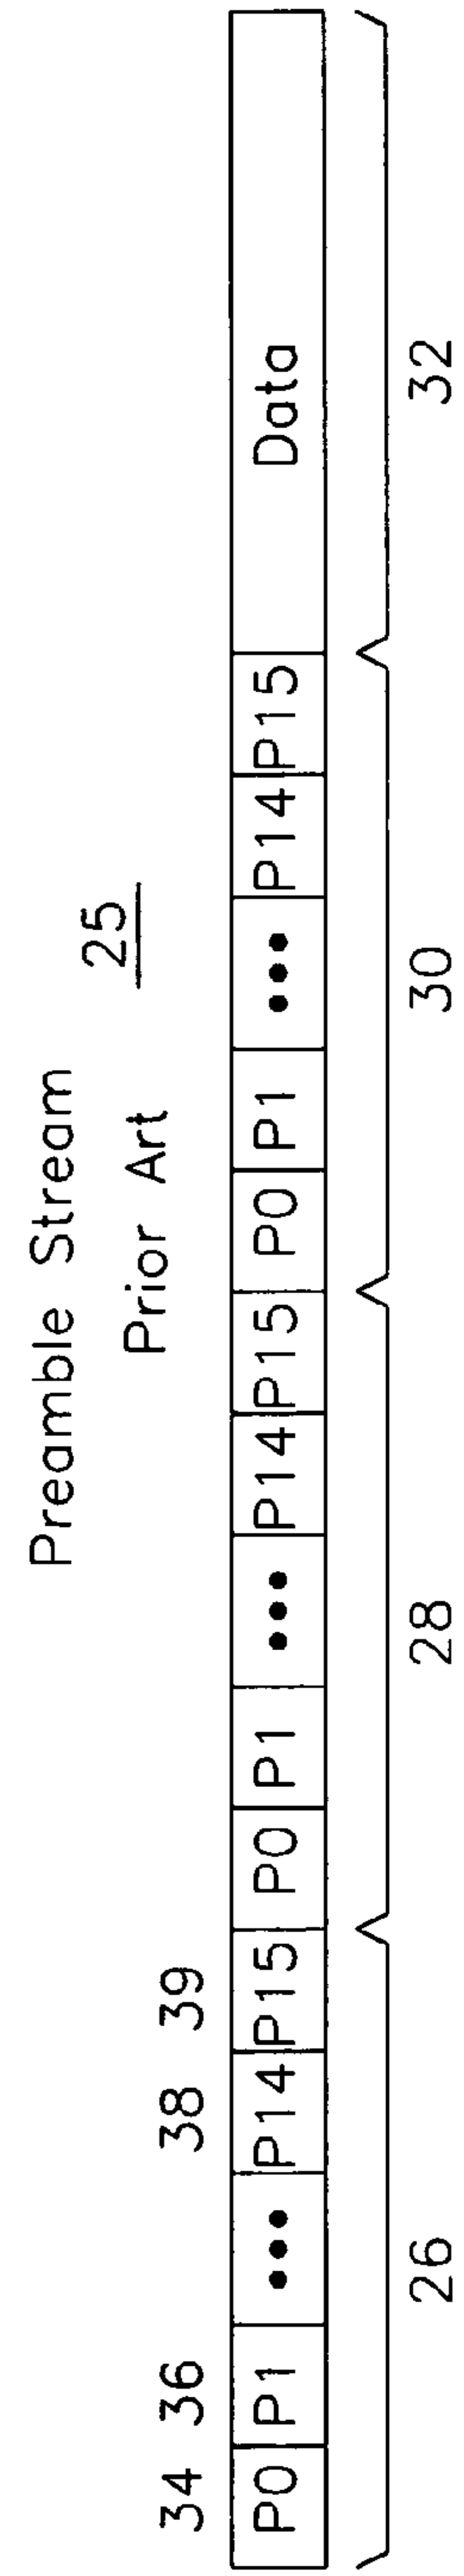 Preamble Stream
Prior Art 25
34 36 38 39
P0 P1 ••• P14 P15 P0 P1 ••• P14 P15 P0 P1 ••• P14 P15 Data
26 28 30 32